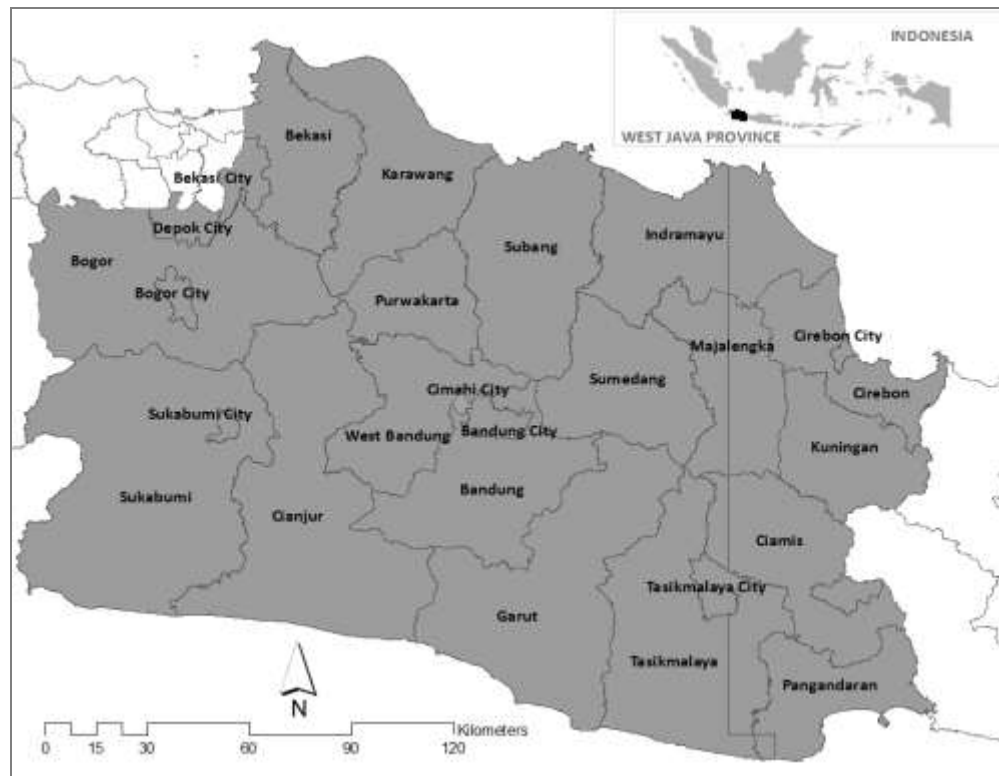 INDONESIA
WEST JAVA PROVINCE
Bekasi
Karawang
Bekasi City
Depok City
Bogor
Subang
Indramayu
Bogor City
Purwakarta
Majalengka
Cirebon City
Sumedang
Cimahi City
Cirebon
Sukabumi City
West Bandung
Bandung City
Kuningan
Sukabumi
Bandung
Cianjur
Ciamis
Tasikmalaya City
Garut
Tasikmalaya
Pangandaran
N
Kilometers
0 15 30 60 90 120